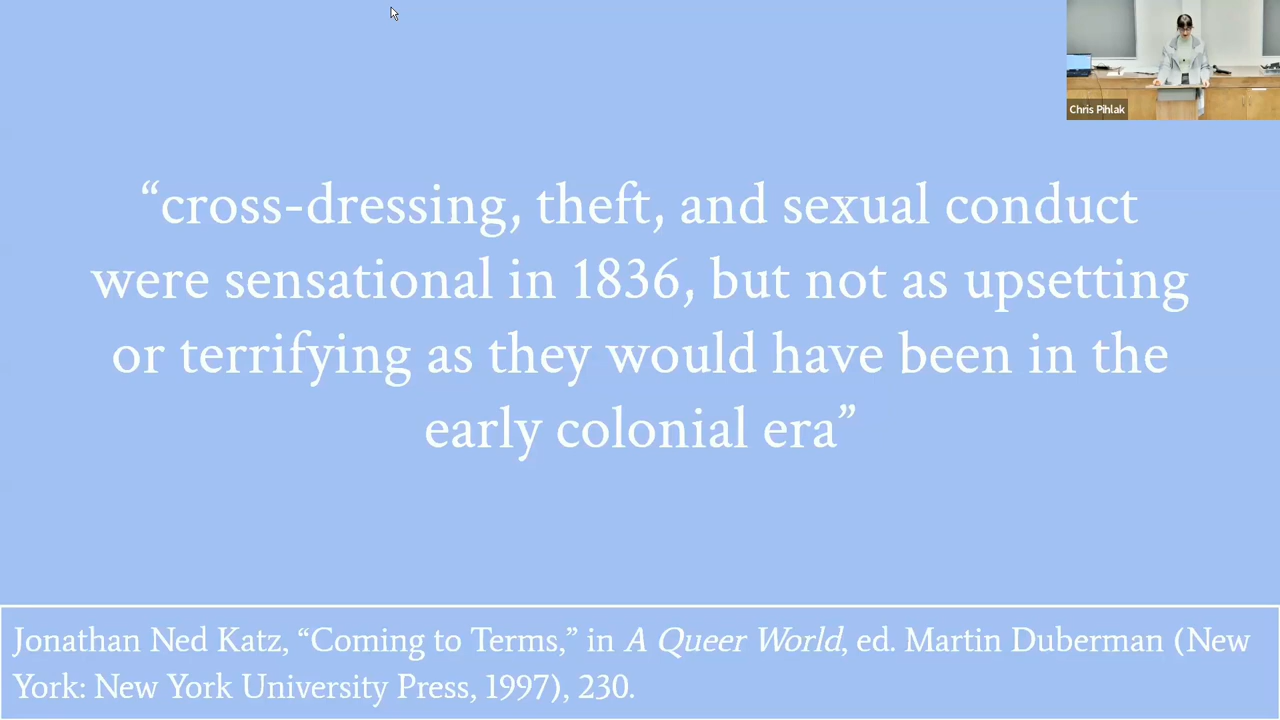 Chris Pihlak
“cross-dressing, theft, and sexual conduct
were sensational in 1836, but not as upsetting
or terrifying as they would have been in the
early colonial era”
Jonathan Ned Katz, “Coming to Terms,” in A Queer World, ed. Martin Duberman (New
York: New York University Press, 1997), 230.